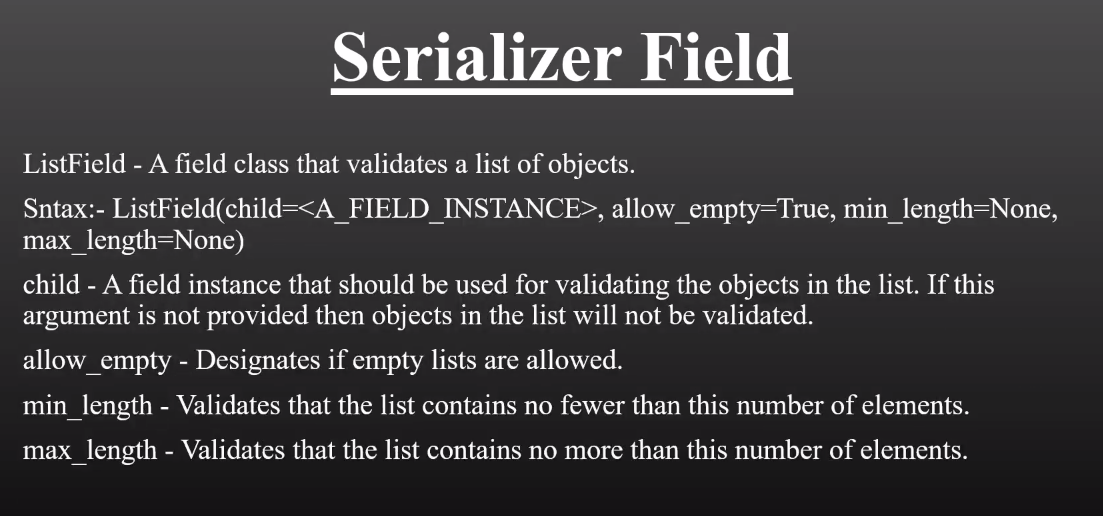 Serializer Field
ListField - A field class that validates a list of objects.
Sntax:- ListField(child=<A_FIELD_INSTANCE>, allow_empty=True, min_length=None,
max_length=None)
child - A field instance that should be used for validating the objects in the list. If this
argument is not provided then objects in the list will not be validated.
allow_empty - Designates if empty lists are allowed.
min_length - Validates that the list contains no fewer than this number of elements.
max_length - Validates that the list contains no more than this number of elements.